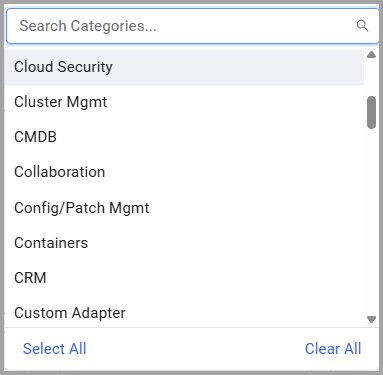 Search Categories...
Cloud Security
Cluster Mgmt
CMDB
Collaboration
Config/Patch Mgmt
Containers
CRM
Custom Adapter
Select All Clear All